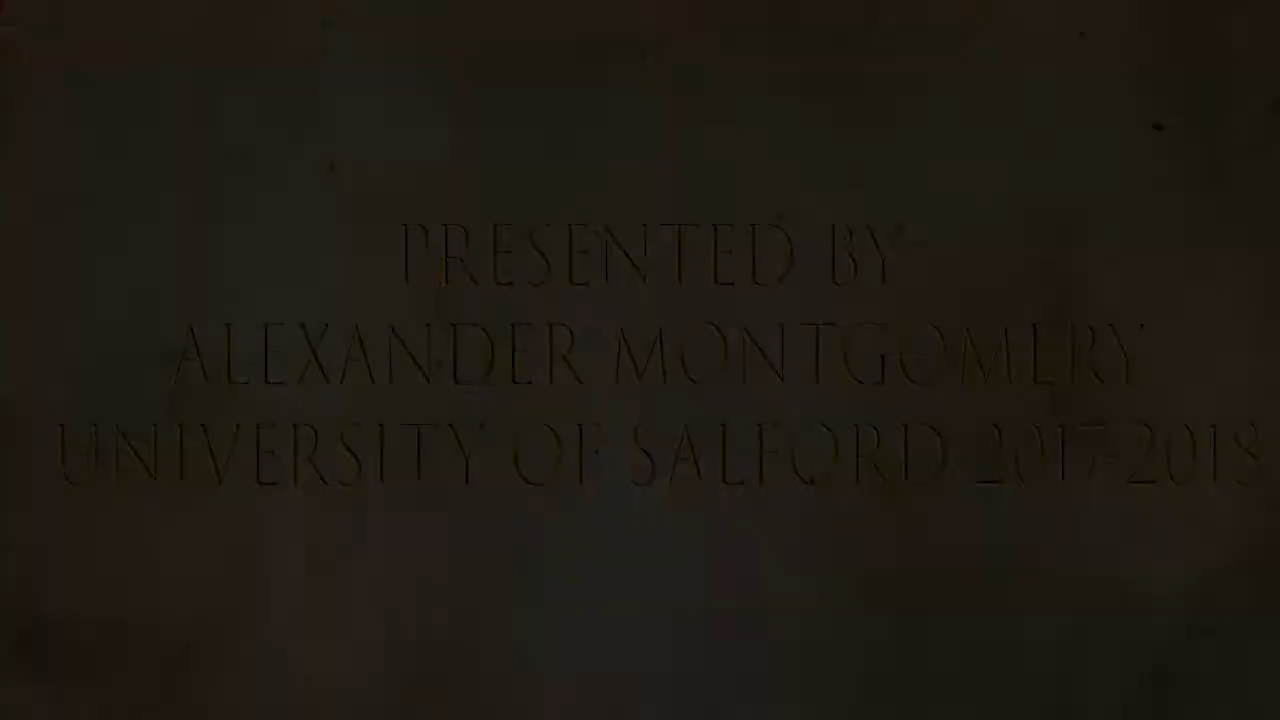 PRESENTED BY
ALEXANDER MONTGOMERY
UNIVERSITY OF SALFORD 2017-2018